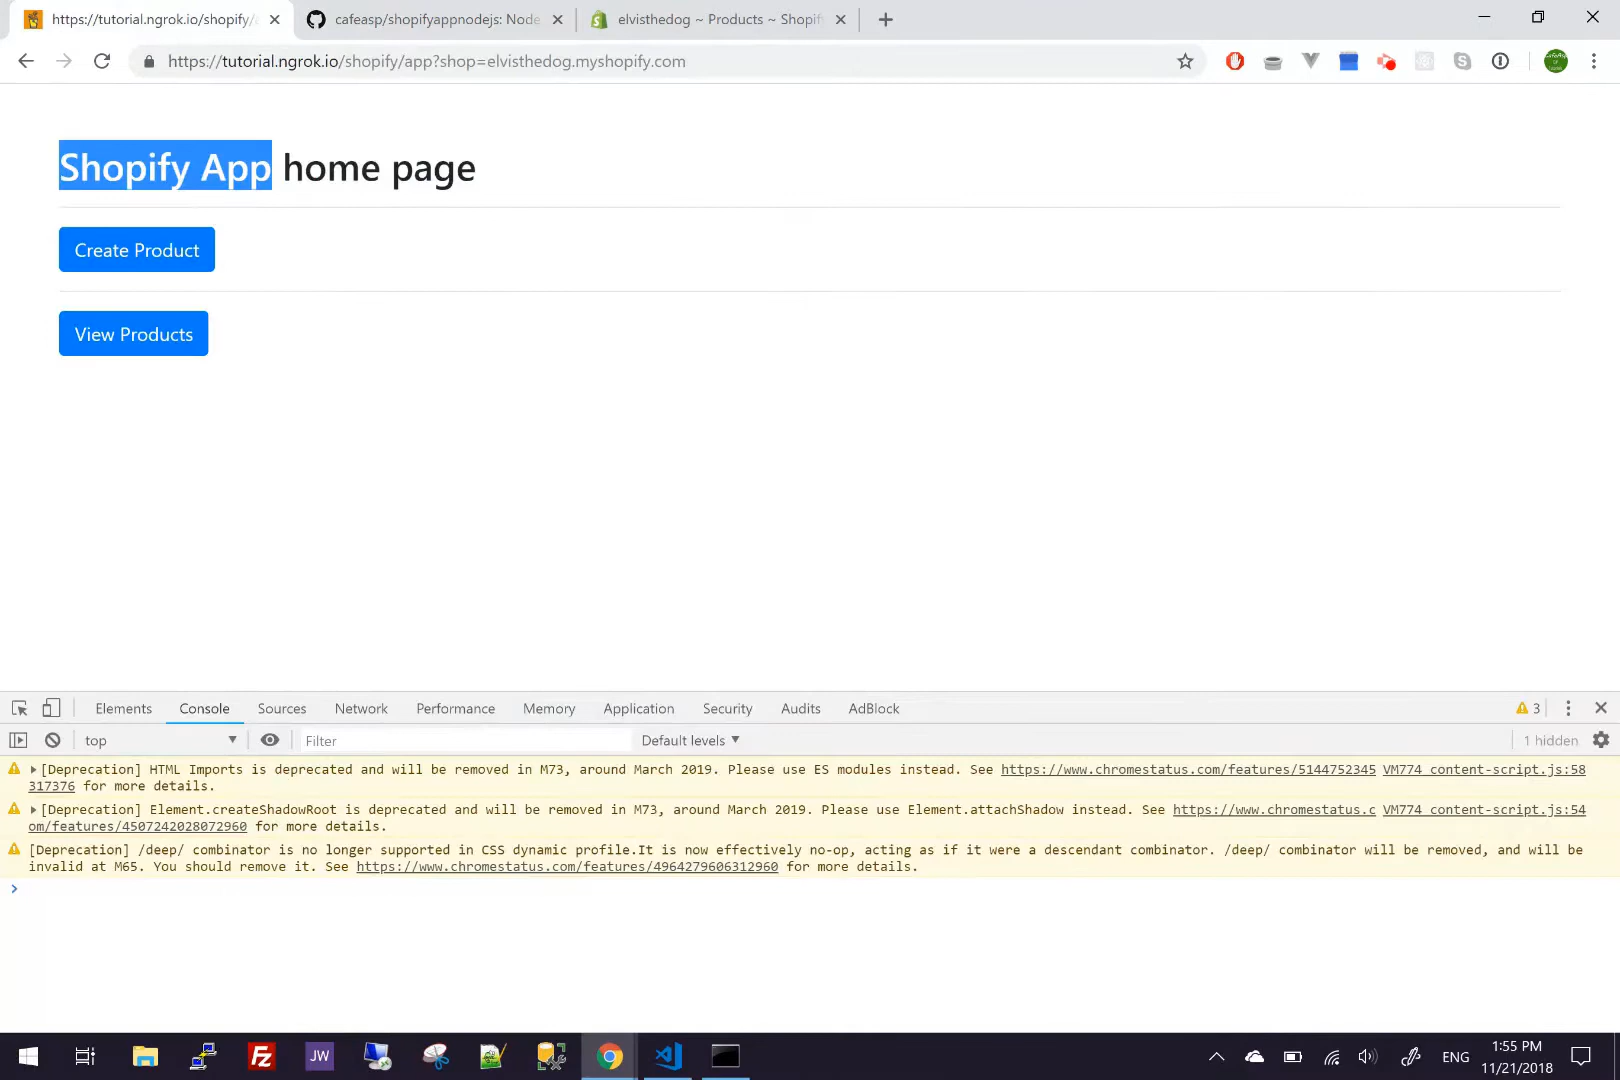 https://tutorial.ngrok.io/shopify/
cafeasp/shopifyappnodejs: Node
elvisthedog ~ Products ~ Shopif
https://tutorial.ngrok.io/shopify/app?shop=elvisthedog.myshopify.com
Shopify App home page
Create Product
View Products
Elements Console Sources Network Performance Memory Application Security Audits AdBlock 3
top Filter Default levels 1 hidden
[Deprecation] HTML Imports is deprecated and will be removed in M73, around March 2019. Please use ES modules instead. See https://www.chromestatus.com/features/5144752345 VM774 content-script.js:58
317376 for more details.
[Deprecation] Element.createShadowRoot is deprecated and will be removed in M73, around March 2019. Please use Element.attachShadow instead. See https://www.chromestatus.c VM774 content-script.js:54
om/features/4507242028072960 for more details.
[Deprecation] /deep/ combinator is no longer supported in CSS dynamic profile.It is now effectively no-op, acting as if it were a descendant combinator. /deep/ combinator will be removed, and will be
invalid at M65. You should remove it. See https://www.chromestatus.com/features/4964279606312960 for more details.
JW
ENG
1:55 PM
11/21/2018